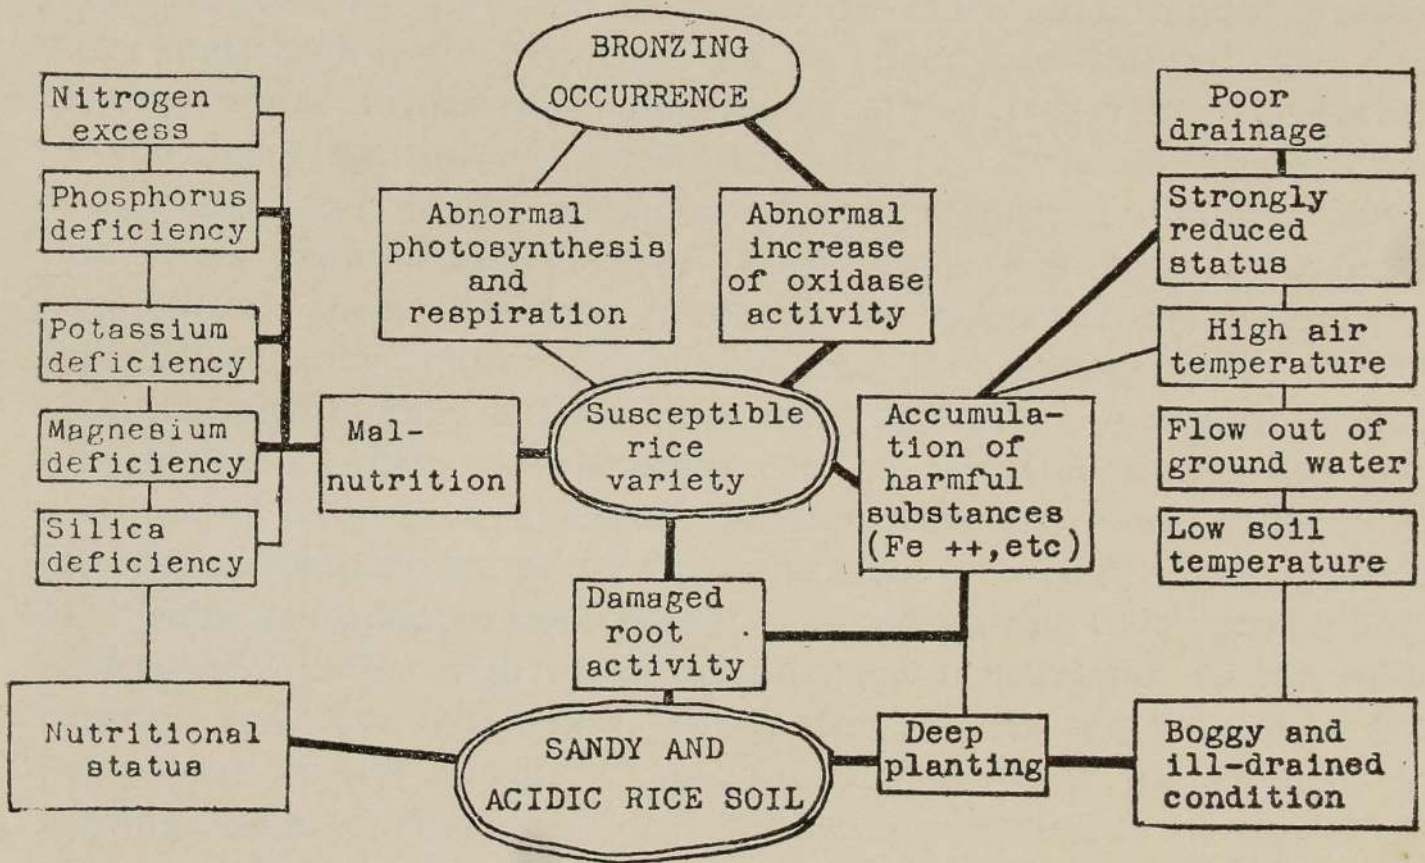 BRONZING
OCCURRENCE
Nitrogen
excess
Phosphorus
deficiency
Potassium
deficiency
Magnesium
deficiency
Silica
deficiency
Nutritional
status
Mal-
nutrition
Abnormal
photosynthesis
and
respiration
Abnormal
increase
of oxidase
activity
Susceptible
rice
variety
Damaged
root
activity
SANDY AND
ACIDIC RICE SOIL
Accumula-
tion of
harmful
substances
(Fe ++,etc)
Deep
planting
Poor
drainage
Strongly
reduced
status
High air
temperature
Flow out of
ground water
Low soil
temperature
Boggy and
ill-drained
condition